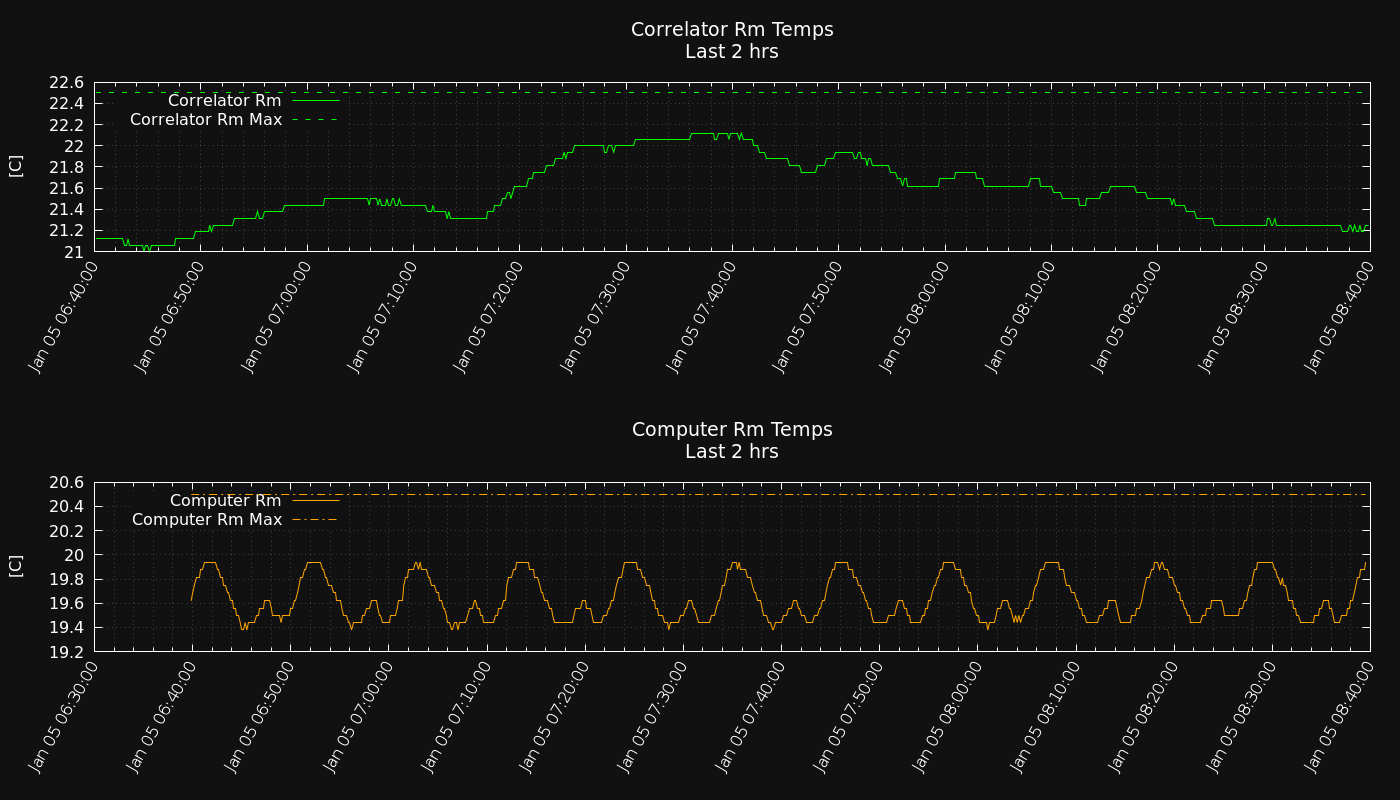 Correlator Rm Temps
Last 2 hrs
22.6
22.4
22.2
22
21.8
21.6
21.4
21.2
21
[C]
Correlator Rm
Correlator Rm Max
Jan 05 06:40:00
Jan 05 06:50:00
Jan 05 07:00:00
Jan 05 07:10:00
Jan 05 07:20:00
Jan 05 07:30:00
Jan 05 07:40:00
Jan 05 07:50:00
Jan 05 08:00:00
Jan 05 08:10:00
Jan 05 08:20:00
Jan 05 08:30:00
Jan 05 08:40:00
Computer Rm Temps
Last 2 hrs
20.6
20.4
20.2
20
19.8
19.6
19.4
19.2
[C]
Computer Rm
Computer Rm Max
Jan 05 06:30:00
Jan 05 06:40:00
Jan 05 06:50:00
Jan 05 07:00:00
Jan 05 07:10:00
Jan 05 07:20:00
Jan 05 07:30:00
Jan 05 07:40:00
Jan 05 07:50:00
Jan 05 08:00:00
Jan 05 08:10:00
Jan 05 08:20:00
Jan 05 08:30:00
Jan 05 08:40:00